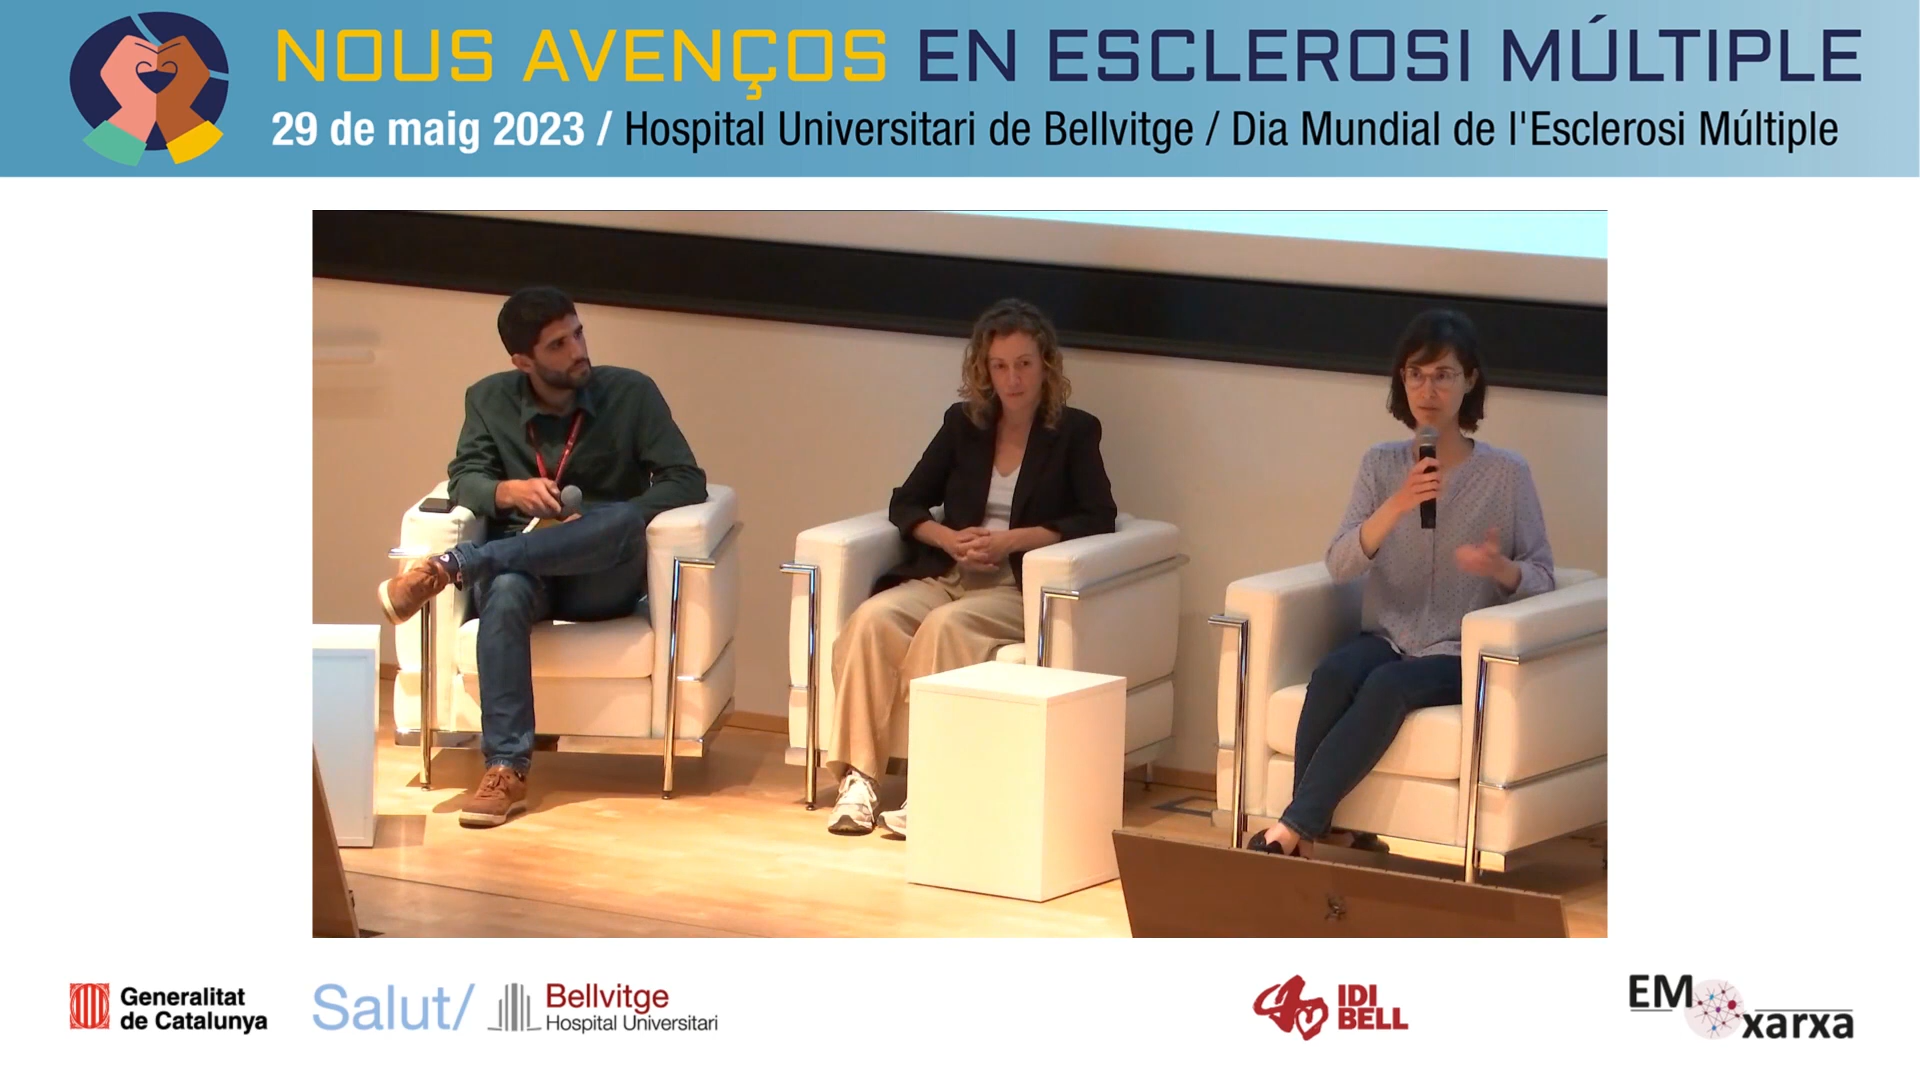 NOUS AVENÇOS EN ESCLEROSI MÚLTIPLE
29 de maig 2023 / Hospital Universitari de Bellvitge / Dia Mundial de l'Esclerosi Múltiple
Generalitat
de Catalunya
Salut/
Bellvitge
Hospital Universitari
IDI
BELL
EM
xarxa